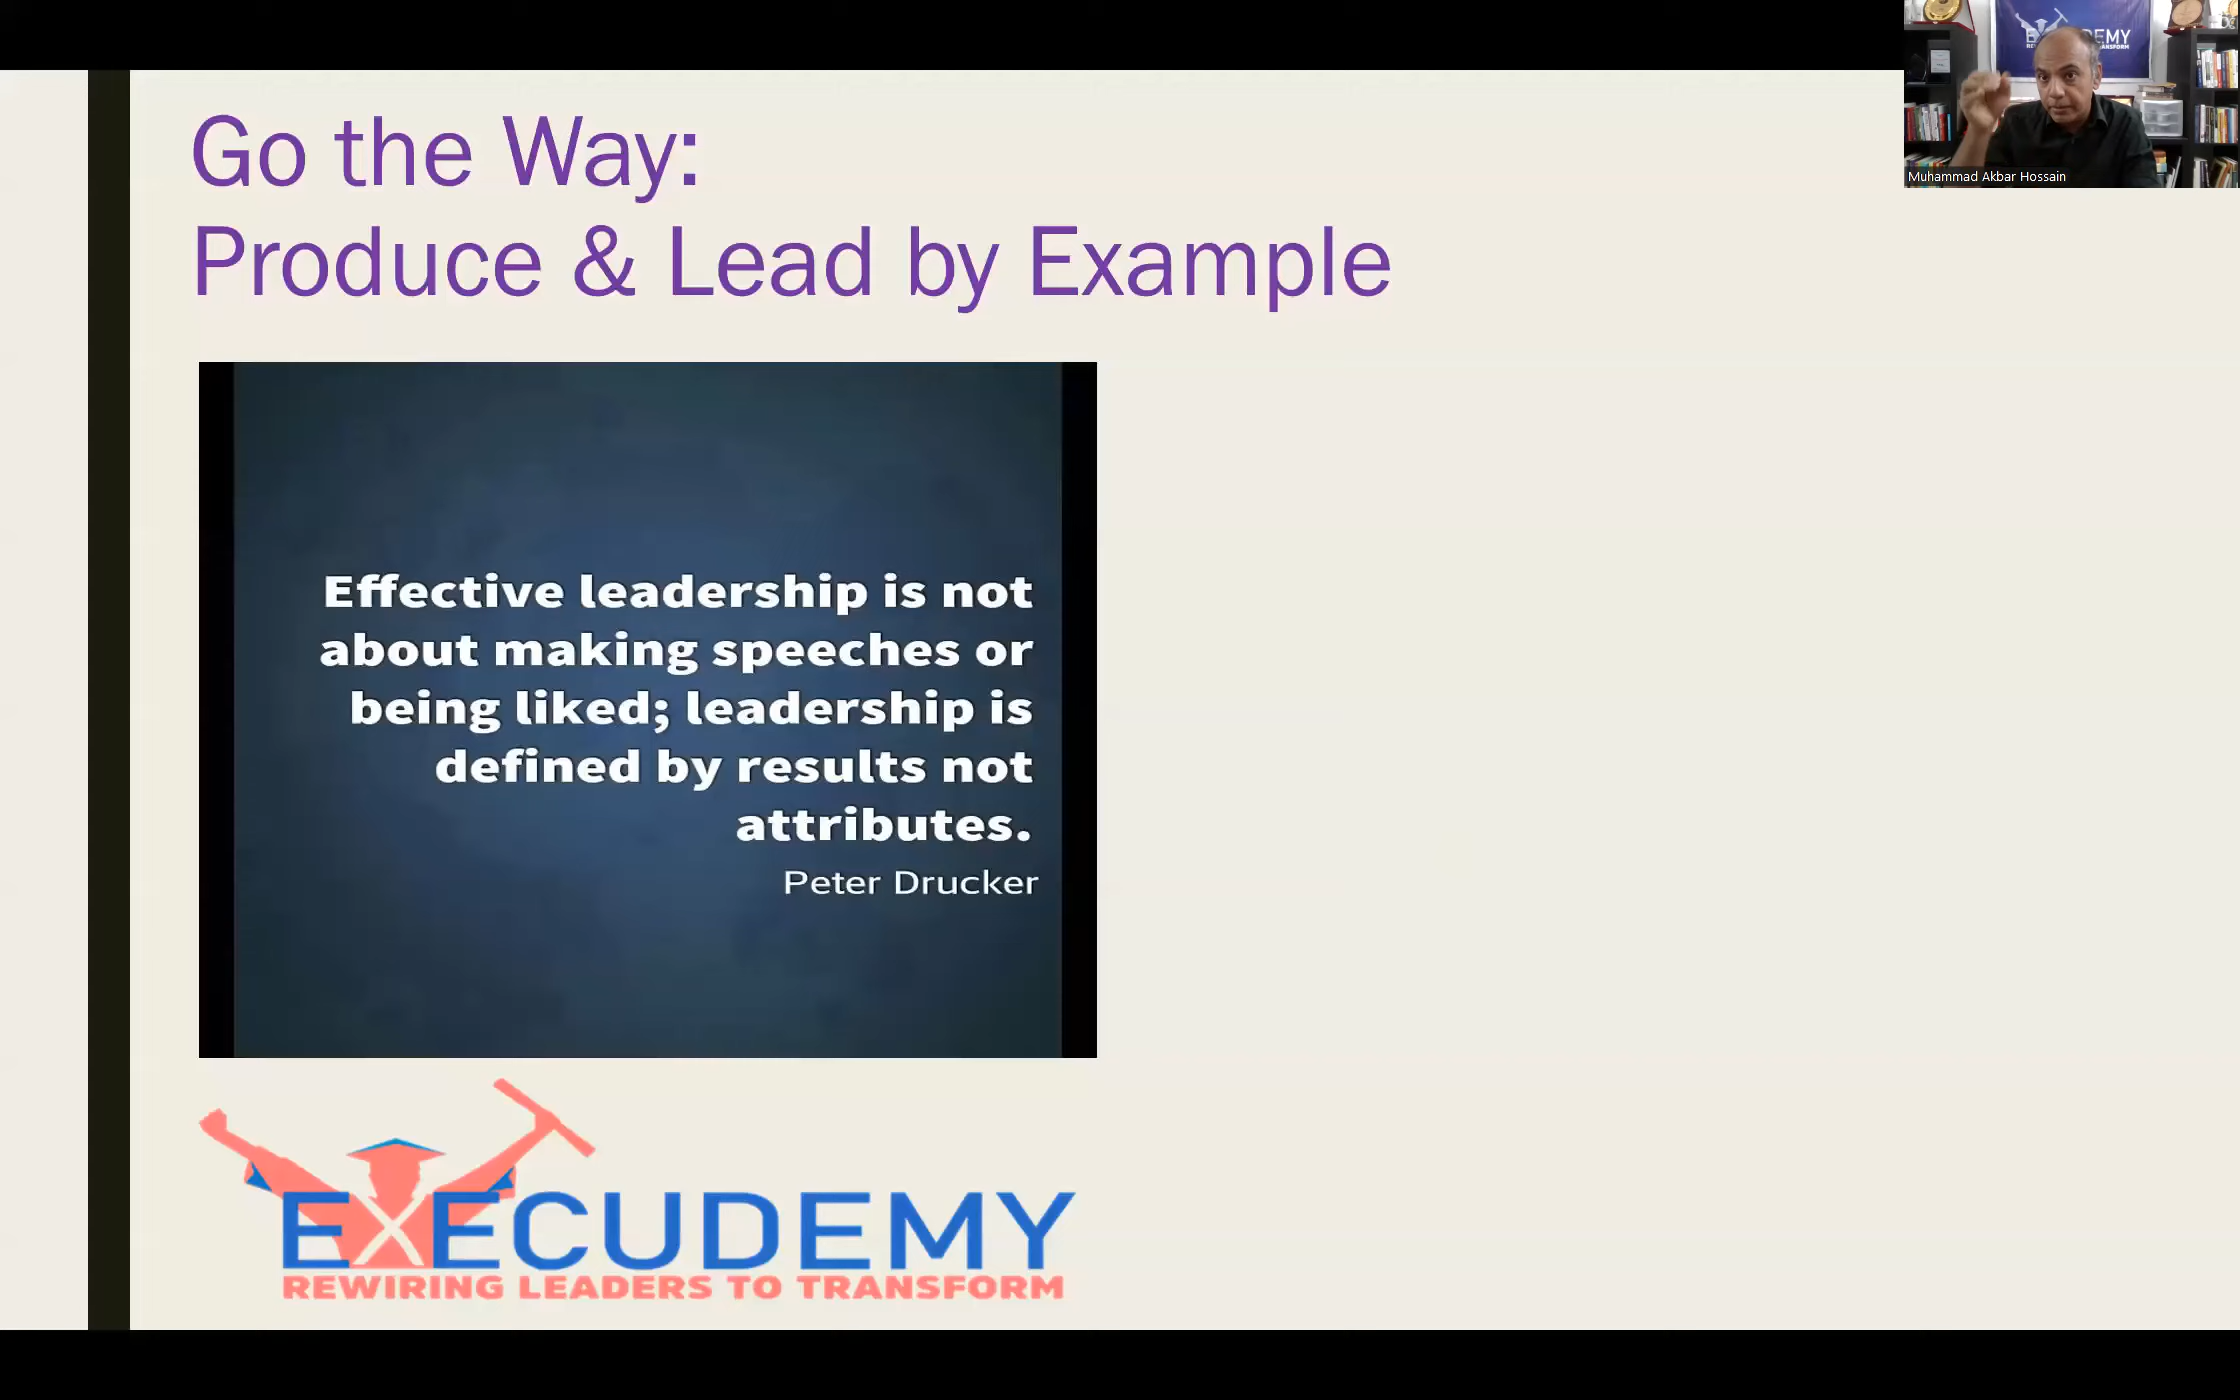 Go the Way:
Produce & Lead by Example
Effective leadership is not
about making speeches or
being liked; leadership is
defined by results not
attributes.
Peter Drucker
EXECUDEMY
REWIRING LEADERS TO TRANSFORM
Muhammad Akbar Hossain